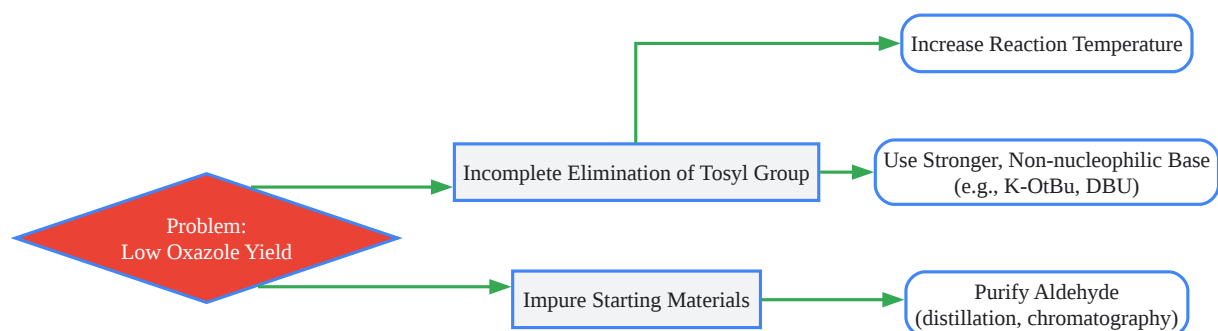 Increase Reaction Temperature
Incomplete Elimination of Tosyl Group
Use Stronger, Non-nucleophilic Base
(e.g., K-OtBu, DBU)
Problem:
Low Oxazole Yield
Impure Starting Materials
Purify Aldehyde
(distillation, chromatography)